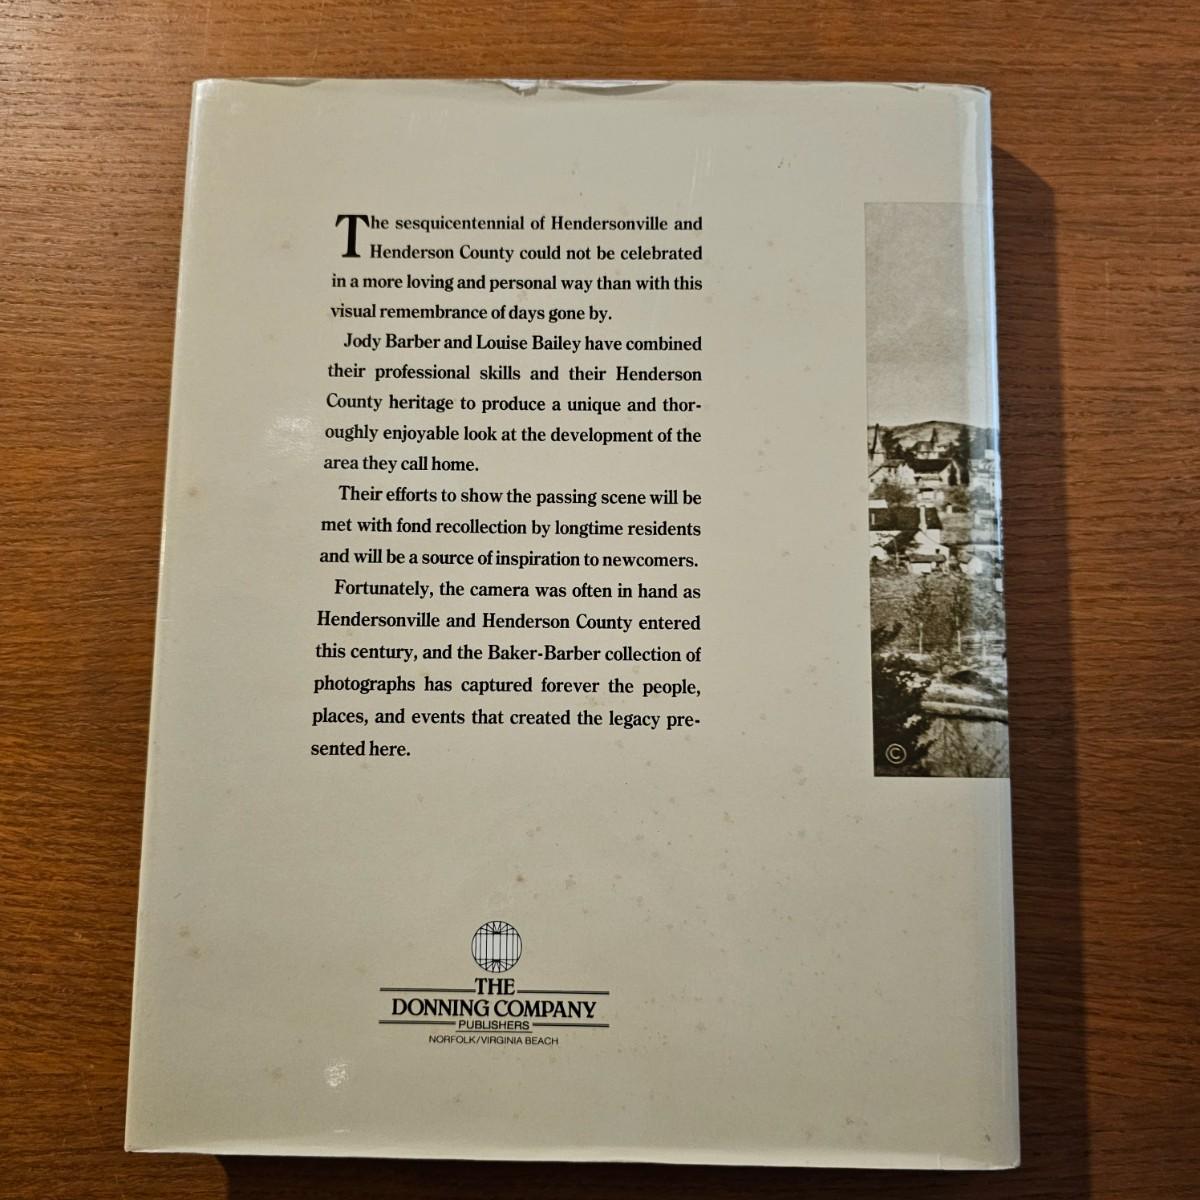 The sesquicentennial of Hendersonville and
Henderson County could not be celebrated
in a more loving and personal way than with this
visual remembrance of days gone by.
Jody Barber and Louise Bailey have combined
their professional skills and their Henderson
County heritage to produce a unique and thor-
oughly enjoyable look at the development of the
area they call home.
Their efforts to show the passing scene will be
met with fond recollection by longtime residents
and will be a source of inspiration to newcomers.
Fortunately, the camera was often in hand as
Hendersonville and Henderson County entered
this century, and the Baker-Barber collection of
photographs has captured forever the people,
places, and events that created the legacy pre-
sented here.
©
THE
DONNING COMPANY
PUBLISHERS
NORFOLK/VIRGINIA BEACH